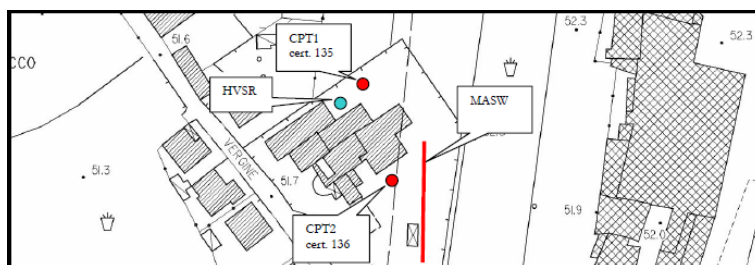 CPT1
cert. 135
52.3
52.3
51.6
CCO
HVSR
MASW
VERGINE
51.3
51.7
CPT2
cert. 136
51.9
52.0